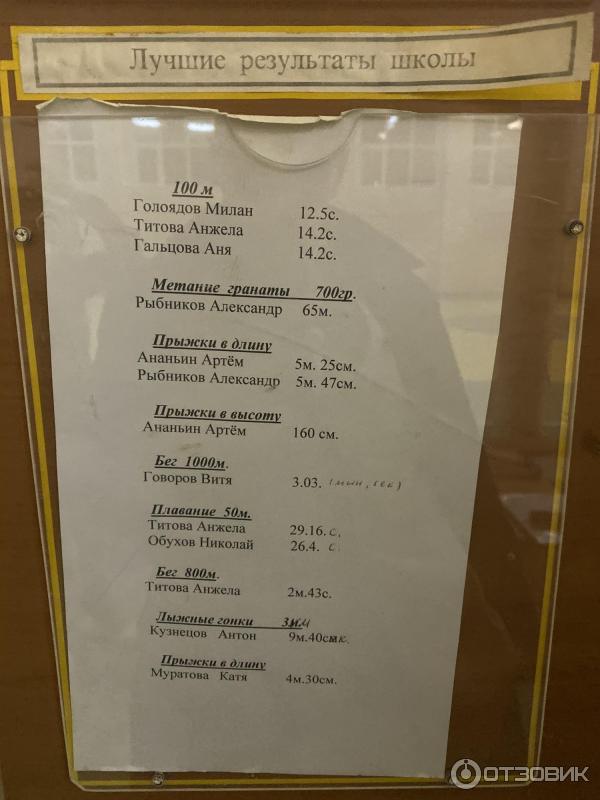 Лучшие результаты школы
100 м
Голоядов Милан 12.5с.
Титова Анжела 14.2с.
Гальцова Аня 14.2с.
Метание гранаты 700гр.
Рыбников Александр 65м.
Прыжки в длину
Ананьин Артём 5м. 25см.
Рыбников Александр 5м. 47см.
Прыжки в высоту
Ананьин Артём 160 см.
Бег 1000м.
Говоров Витя 3.03. (мин, сек)
Плавание 50м.
Титова Анжела 29.16. с.
Обухов Николай 26.4. с.
Бег 800м.
Титова Анжела 2м.43с.
Лыжные гонки
Кузнецов Антон
Прыжки в длину
Муратова Катя 4м.30см.
ОТЗОВИК